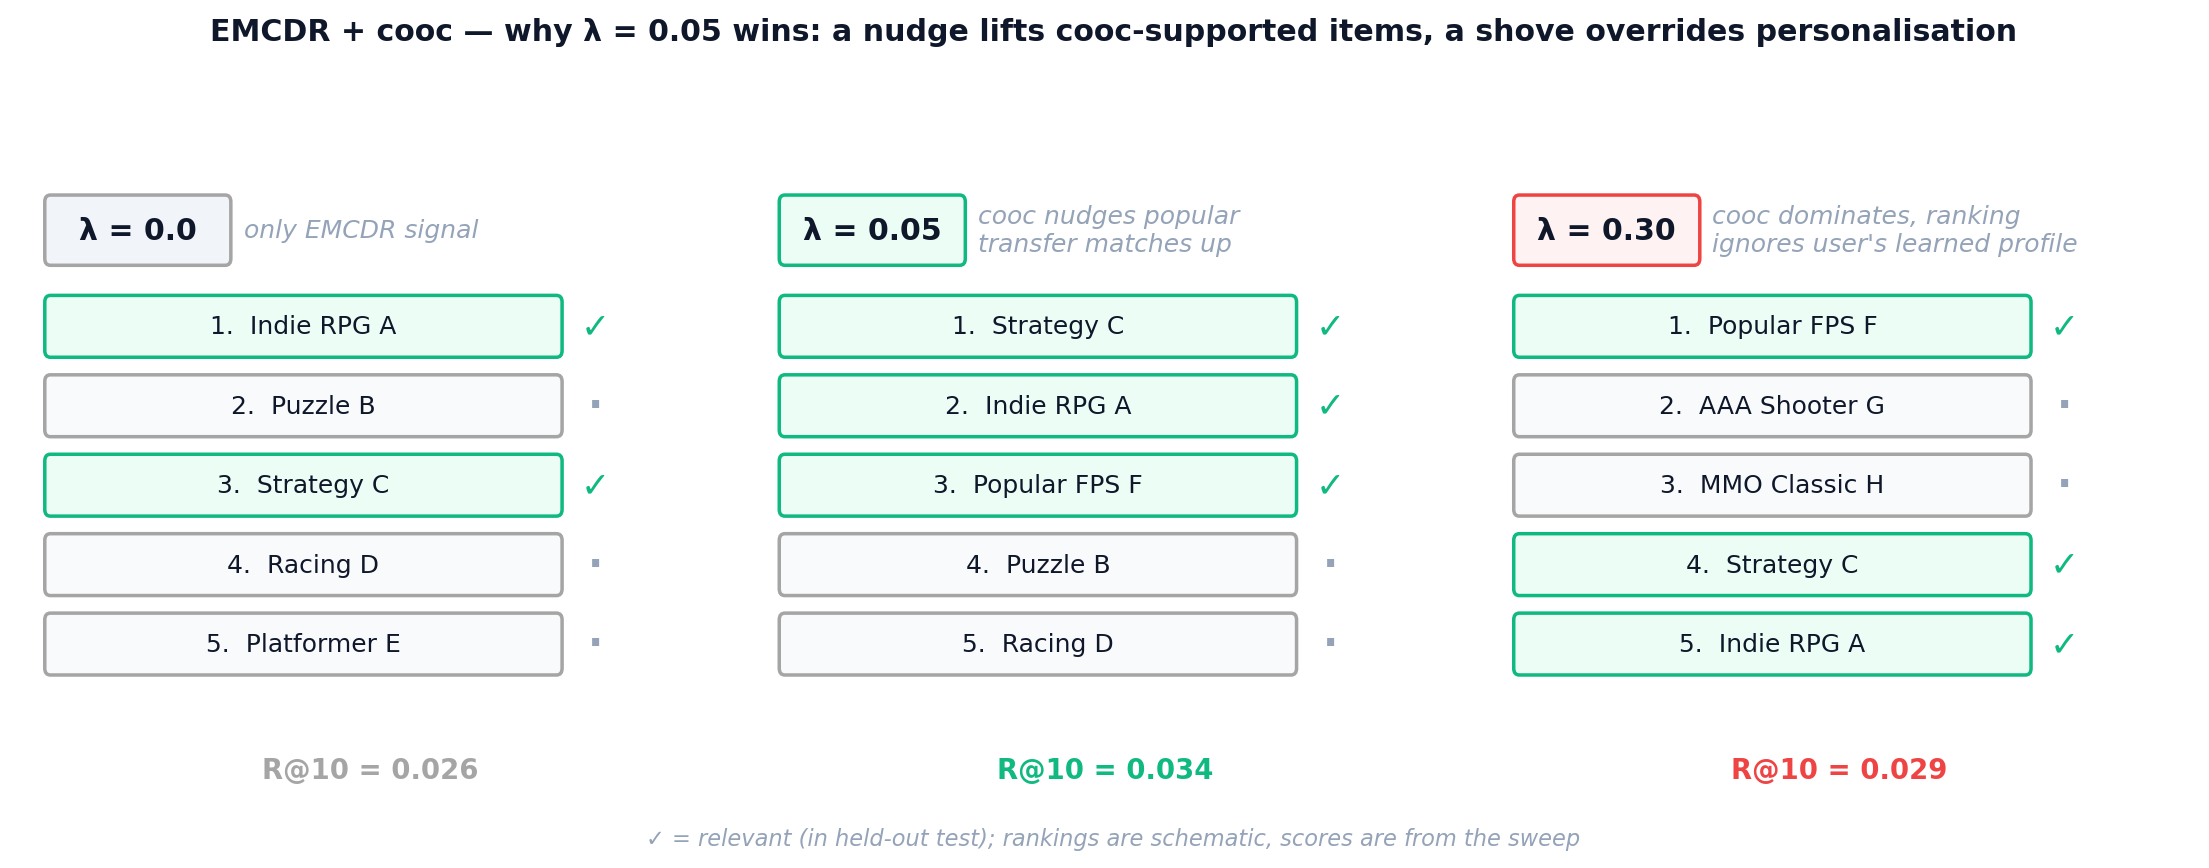 EMCDR + cooc — why λ = 0.05 wins: a nudge lifts cooc-supported items, a shove overrides personalisation
λ = 0.0
only EMCDR signal
1. Indie RPG A ✓
2. Puzzle B ·
3. Strategy C ✓
4. Racing D ·
5. Platformer E ·
R@10 = 0.026
λ = 0.05
cooc nudges popular
transfer matches up
1. Strategy C ✓
2. Indie RPG A ✓
3. Popular FPS F ✓
4. Puzzle B ·
5. Racing D ·
R@10 = 0.034
λ = 0.30
cooc dominates, ranking
ignores user's learned profile
1. Popular FPS F ✓
2. AAA Shooter G ·
3. MMO Classic H ·
4. Strategy C ✓
5. Indie RPG A ✓
R@10 = 0.029
✓ = relevant (in held-out test); rankings are schematic, scores are from the sweep